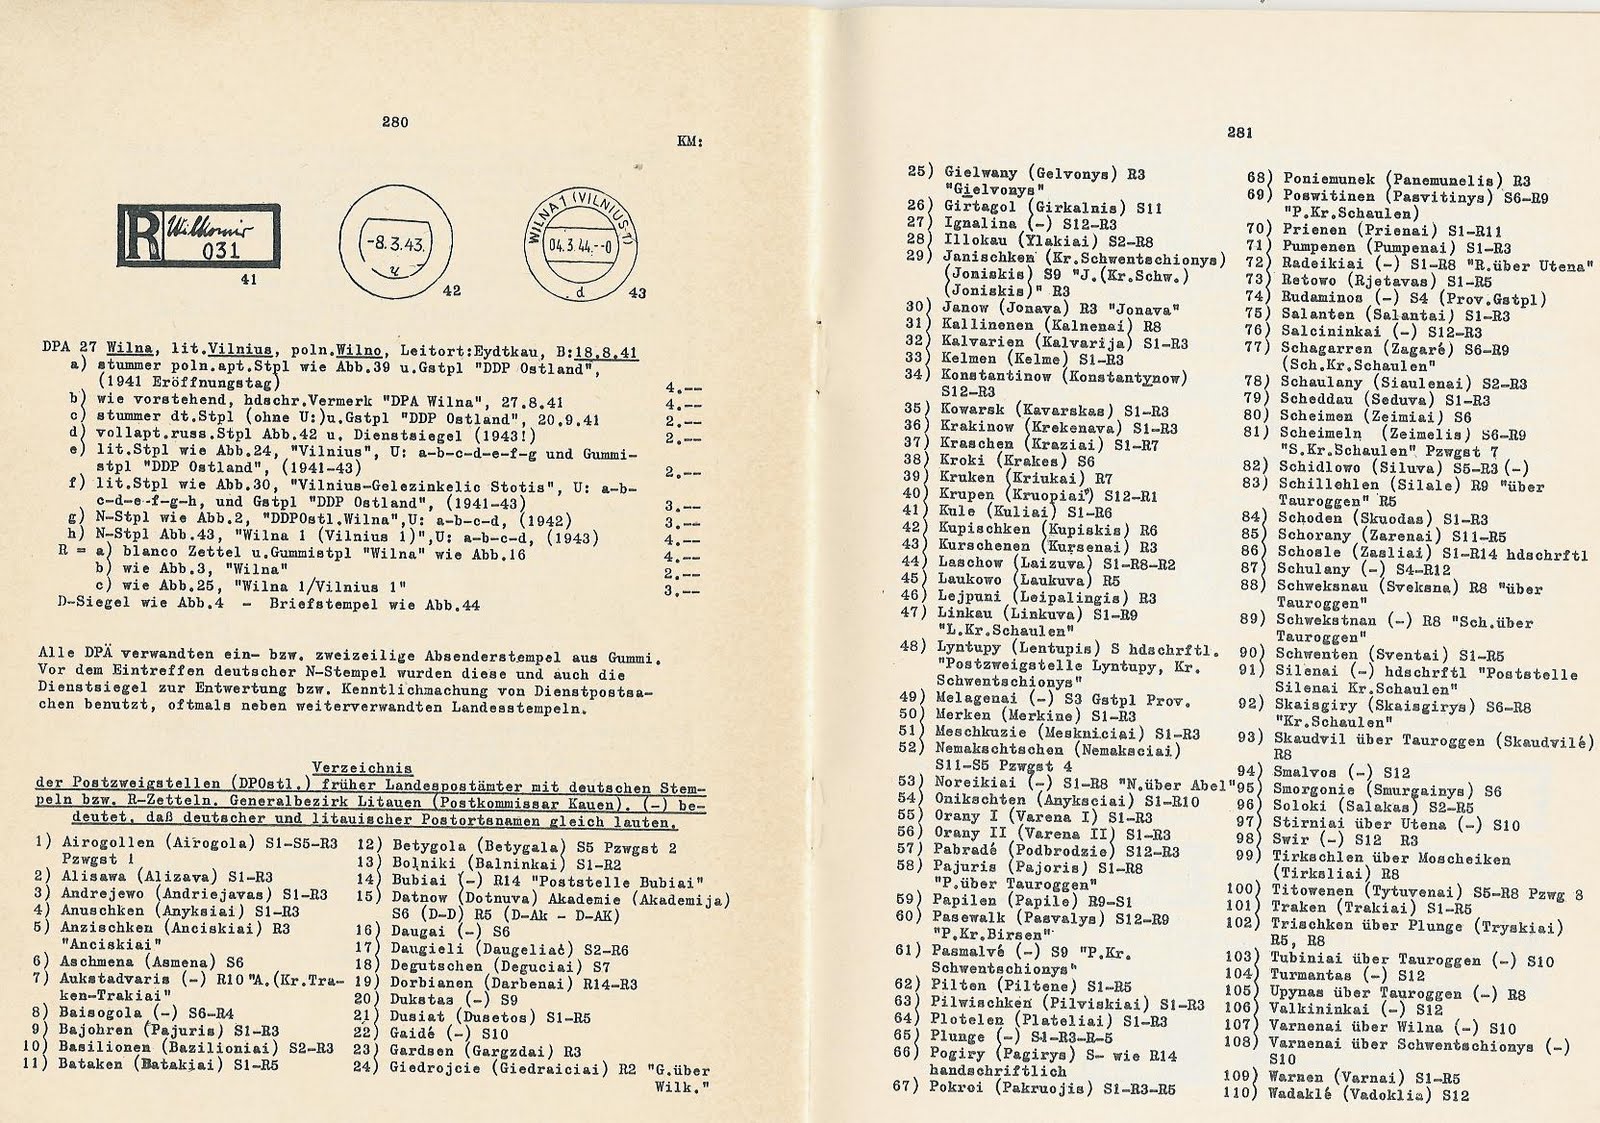 280
KM:
R Wilkomir
031
41
-8.3.43.
u
42
WILNA 1 (VILNIUS 1)
04.3.44.--0
d
43
DPA 27 Wilna, lit.Vilnius, poln.Wilno, Leitort:Eydtkau, B:18.8.41
a) stummer poln.apt.Stpl wie Abb.39 u.Gstpl "DDP Ostland",
(1941 Eröffnungstag) 4.--
b) wie vorstehend, hdschr.Vermerk "DPA Wilna", 27.8.41 4.--
c) stummer dt.Stpl (ohne U:)u.Gstpl "DDP Ostland", 20.9.41 2.--
d) vollapt.russ.Stpl Abb.42 u. Dienstsiegel (1943!) 2.--
e) lit.Stpl wie Abb.24, "Vilnius", U: a-b-c-d-e-f-g und Gummi-
stpl "DDP Ostland", (1941-43) 2.--
f) lit.Stpl wie Abb.30, "Vilnius-Gelezinkelio Stotis", U: a-b-
c-d-e-f-g-h, und Gstpl "DDP Ostland", (1941-43) 3.--
g) N-Stpl wie Abb.2, "DDPOstl.Wilna",U: a-b-c-d, (1942) 3.--
h) N-Stpl Abb.43, "Wilna 1 (Vilnius 1)",U: a-b-c-d, (1943) 4.--
R = a) blanco Zettel u.Gummistpl "Wilna" wie Abb.16 4.--
b) wie Abb.3, "Wilna" 2.--
c) wie Abb.25, "Wilna 1/Vilnius 1" 3.--
D-Siegel wie Abb.4 - Briefstempel wie Abb.44
Alle DPÄ verwandten ein- bzw. zweizeilige Absenderstempel aus Gummi.
Vor dem Eintreffen deutscher N-Stempel wurden diese und auch die
Dienstsiegel zur Entwertung bzw. Kenntlichmachung von Dienstpostsa-
chen benutzt, oftmals neben weiterverwandten Landesstempeln.
Verzeichnis
der Postzweigstellen (DPOstl.) früher Landespostämter mit deutschen Stem-
peln bzw. R-Zetteln. Generalbezirk Litauen (Postkommissar Kauen). (-) be-
deutet, daß deutscher und litauischer Postortsnamen gleich lauten.
1) Airogollen (Airogola) S1-S5-R3
Pzwgst 1
2) Alisawa (Alizava) S1-R3
3) Andrejewo (Andriejavas) S1-R3
4) Anuschken (Anyksiai) S1-R3
5) Anzischken (Anciskiai) R3
"Anciskiai"
6) Aschmena (Asmena) S6
7) Aukstadvaris (-) R10 "A.(Kr.Tra-
ken-Trakiai"
8) Baisogola (-) S6-R4
9) Bajohren (Pajuris) S1-R3
10) Basilionen (Bazilioniai) S2-R3
11) Bataken (Batakiai) S1-R5
12) Betygola (Betygala) S5 Pzwgst 2
13) Bolniki (Balninkai) S1-R2
14) Bubiai (-) R14 "Poststelle Bubiai"
15) Datnow (Dotnuva) Akademie (Akademija)
S6 (D-D) R5 (D-Ak - D-AK)
16) Daugai (-) S6
17) Daugieli (Daugeliač) S2-R6
18) Degutschen (Deguciai) S7
19) Dorbianen (Darbenai) R14-R3
20) Dukstas (-) S9
21) Dusiat (Dusetos) S1-R5
22) Gaidé (-) S10
23) Gardsen (Gargzdai) R3
24) Giedrojcie (Giedraiciai) R2 "G.über
Wilk."
281
25) Gielwany (Gelvonys) R3
"Gielvonys"
26) Girtagol (Girkalnis) S11
27) Ignalina (-) S12-R3
28) Illokau (Ylakiai) S2-R8
29) Janischken (Kr.Schwentschionys)
(Joniskis) S9 "J.(Kr.Schw.)
(Joniskis)" R3
30) Janow (Jonava) R3 "Jonava"
31) Kallinenen (Kalnenai) R8
32) Kalvarien (Kalvarija) S1-R3
33) Kelmen (Kelme) S1-R3
34) Konstantinow (Konstantynow)
S12-R3
35) Kowarsk (Kavarskas) S1-R3
36) Krakinow (Krekenava) S1-R3
37) Kraschen (Kraziai) S1-R7
38) Kroki (Krakes) S6
39) Kruken (Kriukai) R7
40) Krupen (Kruopiai) S12-R1
41) Kule (Kuliai) S1-R6
42) Kupischken (Kupiskis) R6
43) Kurschenen (Kursenai) R3
44) Laschow (Laizuva) S1-R8-R2
45) Laukowo (Laukuva) R5
46) Lejpuni (Leipalingis) R3
47) Linkau (Linkuva) S1-R9
"L.Kr.Schaulen"
48) Lyntupy (Lentupis) S hdschrftl.
"Postzweigstelle Lyntupy, Kr.
Schwentschionys"
49) Melagenai (-) S3 Gstpl Prov.
50) Merken (Merkine) S1-R3
51) Meschkuzie (Meskniciai) S1-R3
52) Nemakschtschen (Nemaksciai)
S11-S5 Pzwgst 4
53) Noreikiai (-) S1-R8 "N.über Abel"
54) Onikschten (Anyksciai) S1-R10
55) Orany I (Varena I) S1-R3
56) Orany II (Varena II) S1-R3
57) Pabradé (Podbrodzie) S12-R3
58) Pajuris (Pajoris) S1-R8
"P.über Tauroggen"
59) Papilen (Papile) R9-S1
60) Pasewalk (Pasvalys) S12-R9
"P.Kr.Birsen"
61) Pasmalvé (-) S9 "P.Kr.
Schwentschionys"
62) Pilten (Piltene) S1-R5
63) Pilwischken (Pilviskiai) S1-R3
64) Plotelen (Plateliai) S1-R3
65) Plunge (-) S1-R3-R-5
66) Pogiry (Pagirys) S- wie R14
handschriftlich
67) Pokroi (Pakruojis) S1-R3-R5
68) Poniemunek (Panemunelis) R3
69) Poswitinen (Pasvitinys) S6-R9
"P.Kr.Schaulen)
70) Prienen (Prienai) S1-R11
71) Pumpenen (Pumpenai) S1-R3
72) Radeikiai (-) S1-R8 "R.über Utena"
73) Retowo (Rjetavas) S1-R5
74) Rudaminos (-) S4 (Prov.Gstpl)
75) Salanten (Salantai) S1-R3
76) Salcininkai (-) S12-R3
77) Schagarren (Zagaré) S6-R9
(Sch.Kr.Schaulen"
78) Schaulany (Siaulenai) S2-R3
79) Scheddau (Seduva) S1-R3
80) Scheimen (Zeimiai) S6
81) Scheimeln (Zeimelis) S6-R9
"S.Kr.Schaulen" Pzwgst 7
82) Schidlowo (Siluva) S5-R3 (-)
83) Schillehlen (Silale) R9 "über
Tauroggen" R5
84) Schoden (Skuodas) S1-R3
85) Schorany (Zarenai) S11-R5
86) Schosle (Zasliai) S1-R14 hdschrftl
87) Schulany (-) S4-R12
88) Schweksnau (Sveksna) R8 "über
Tauroggen"
89) Schwekstnan (-) R8 "Sch.über
Tauroggen"
90) Schwenten (Sventai) S1-R5
91) Silenai (-) hdschrftl "Poststelle
Silenai Kr.Schaulen"
92) Skaisgiry (Skaisgirys) S6-R8
"Kr.Schaulen"
93) Skaudvil über Tauroggen (Skaudvilé)
R8
94) Smalvos (-) S12
95) Smorgonie (Smurgainys) S6
96) Soloki (Salakas) S2-R5
97) Stirniai über Utena (-) S10
98) Swir (-) S12 R3
99) Tirkschlen über Moscheiken
(Tirksliai) R8
100) Titowenen (Tytuvenai) S5-R8 Pzwg 8
101) Traken (Trakiai) S1-R5
102) Trischken über Plunge (Tryskiai)
R5, R8
103) Tubiniai über Tauroggen (-) S10
104) Turmantas (-) S12
105) Upynas über Tauroggen (-) R8
106) Valkininkai (-) S12
107) Varnenai über Wilna (-) S10
108) Varnenai über Schwentschionys (-)
S10
109) Warnen (Varnai) S1-R5
110) Wadaklé (Vadoklia) S12